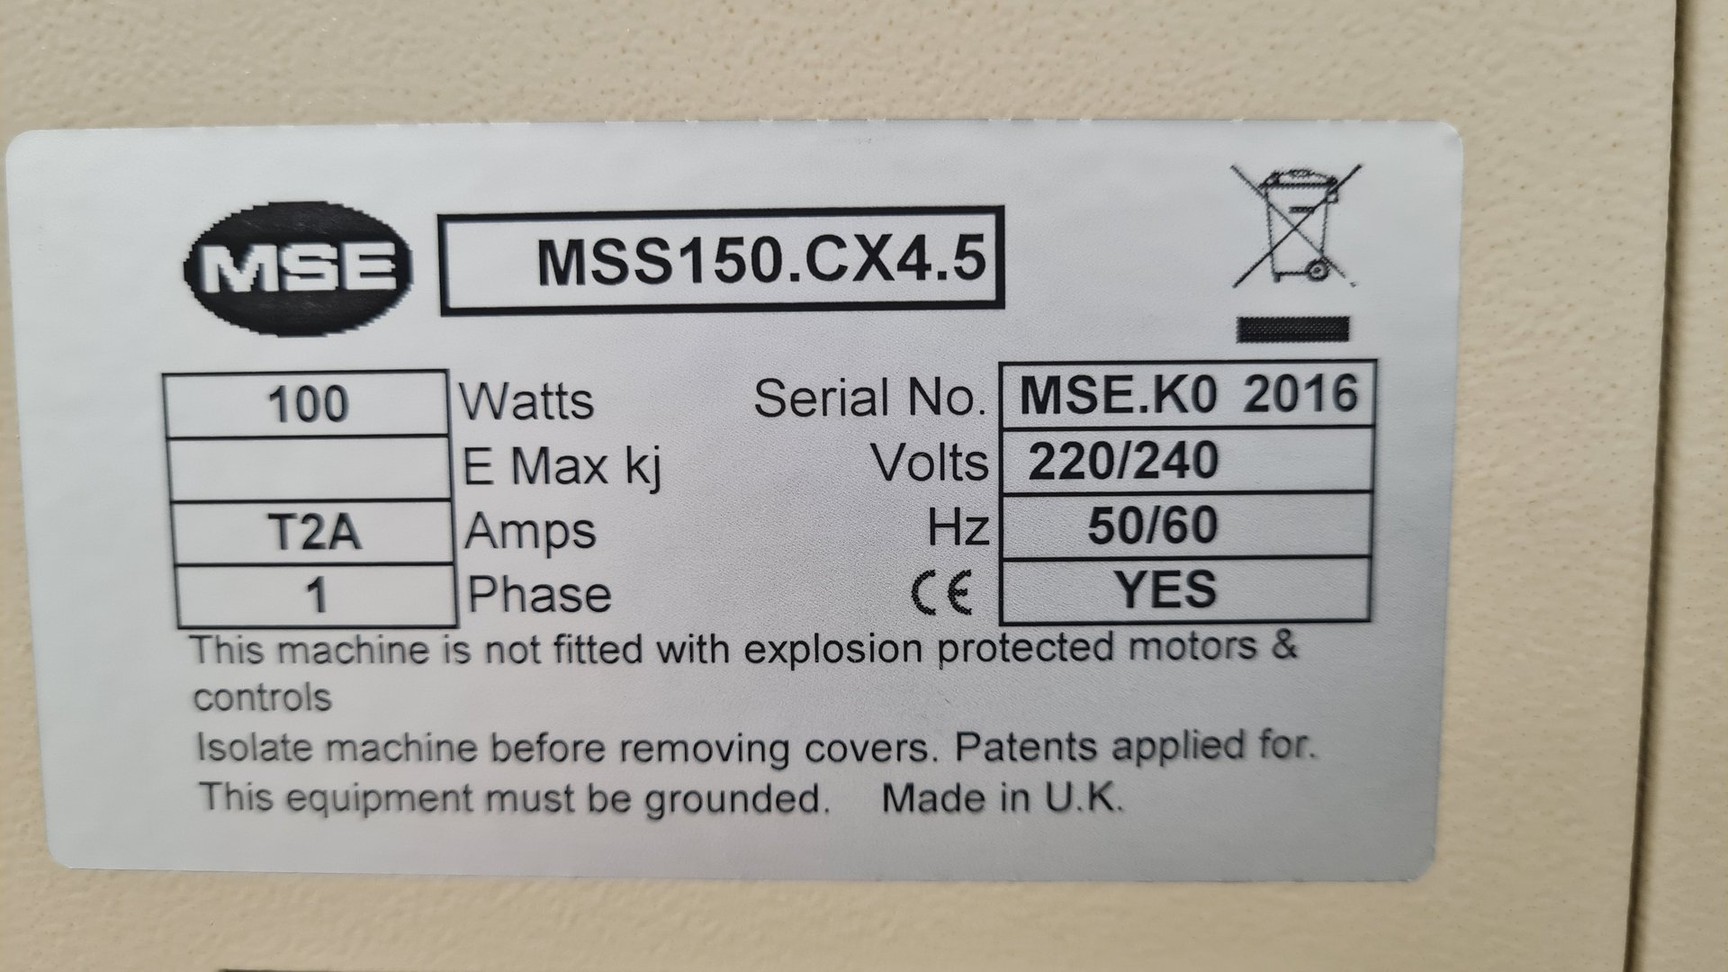 MSE MSS150.CX4.5
100 Watts Serial No. MSE.K0 2016
E Max kj Volts 220/240
T2A Amps Hz 50/60
1 Phase CE YES
This machine is not fitted with explosion protected motors &
controls
Isolate machine before removing covers. Patents applied for.
This equipment must be grounded. Made in U.K.